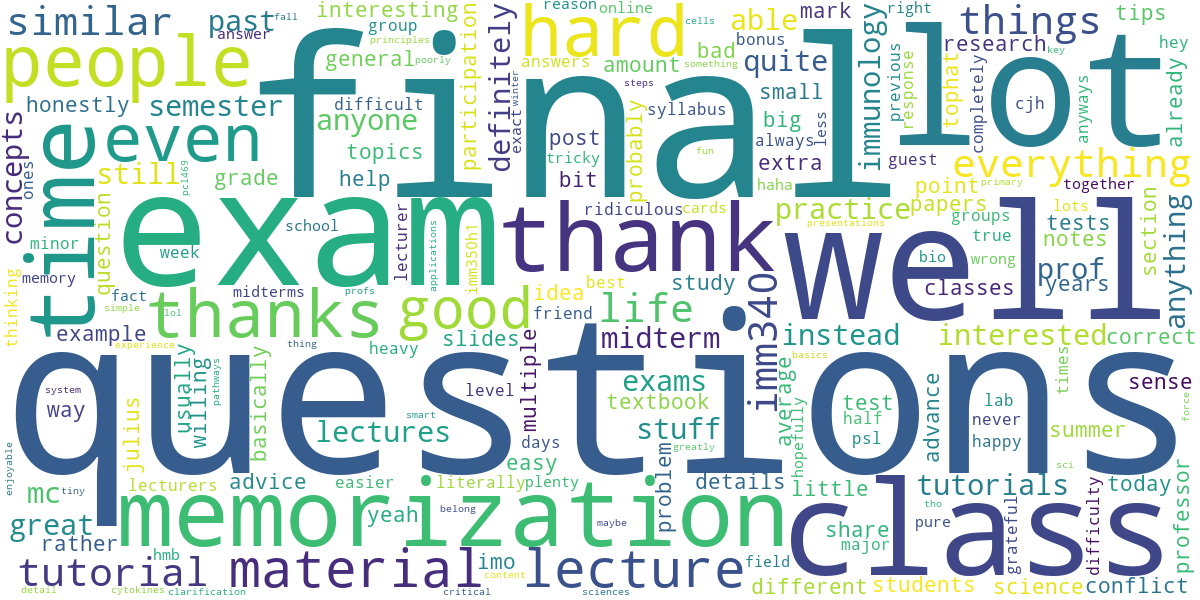 similar
past
fall
answer
interesting
group
principles
general
poorly
people
honestly
semester
difficult
anyone
topics
help
even
time
concepts
ones
still
pcl469
grade
final
participation
cells
reason
online
hard
answers
amount
bad
something
able
bonus
mark
quite
definitely
exact
winter
steps
post
tricky
bit
probably
syllabus
small
big
always
less
extra
fun
haha
immunology
right
previous
response
guest
things
research
tophat
completely
cjh
key
anyways
tips
hey
already
lot
everything
point
primary
together
papers
groups
lots
tests
true
notes
section
anything
exam
school
week
minor
memory
question
thinking
fact
simple
example
experience
midterms
profs
lol
thing
lecturer
applications
imm350h1
thank
ridiculous
cards
practice
presentations
well
bio
wrong
classes
prof
years
thanks
good
idea
best
friend
study
life
midterm
imm340
instead
interested
correct
slides
heavy
multiple
basics
average
hopefully
times
sense
force
questions
system
way
usually
willing
pathways
basically
julius
level
smart
lectures
days
easy
exams
textbook
stuff
greatly
test
half
psl
advance
lab
never
happy
summer
sci
enjoyable
mc
tiny
lecturers
advice
easier
literally
plenty
problem
details
little
tutorials
today
professor
great
rather
hmb
memorization
yeah
belong
maybe
share
major
tho
pure
class
grateful
difficulty
tutorial
material
imo
content
lecture
field
detail
cytokines
clarification
critical
sciences
different
students
science
conflict